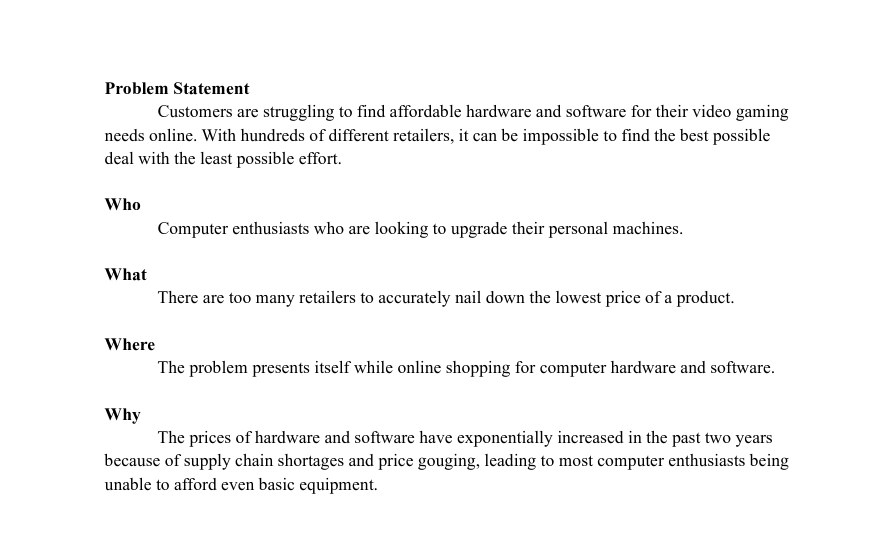 Problem Statement
Customers are struggling to find affordable hardware and software for their video gaming
needs online. With hundreds of different retailers, it can be impossible to find the best possible
deal with the least possible effort.
Who
Computer enthusiasts who are looking to upgrade their personal machines.
What
There are too many retailers to accurately nail down the lowest price of a product.
Where
The problem presents itself while online shopping for computer hardware and software.
Why
The prices of hardware and software have exponentially increased in the past two years
because of supply chain shortages and price gouging, leading to most computer enthusiasts being
unable to afford even basic equipment.